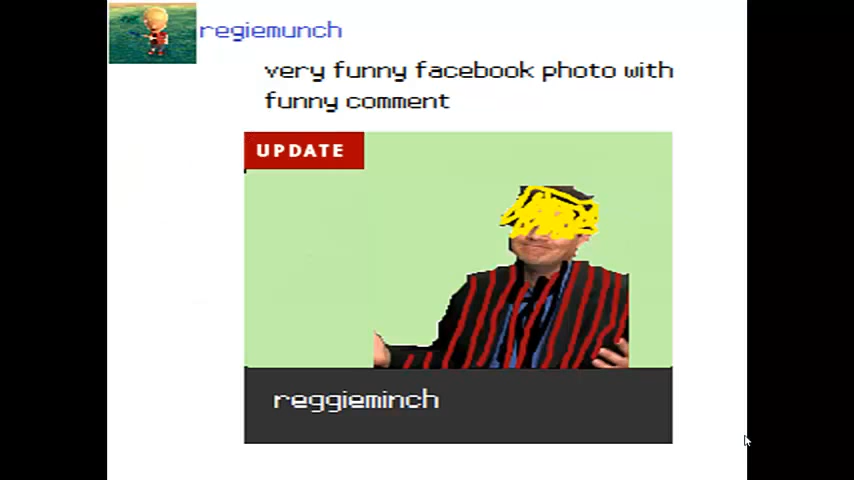 regiemunch
very funny facebook photo with
funny comment
UPDATE
reggieminch